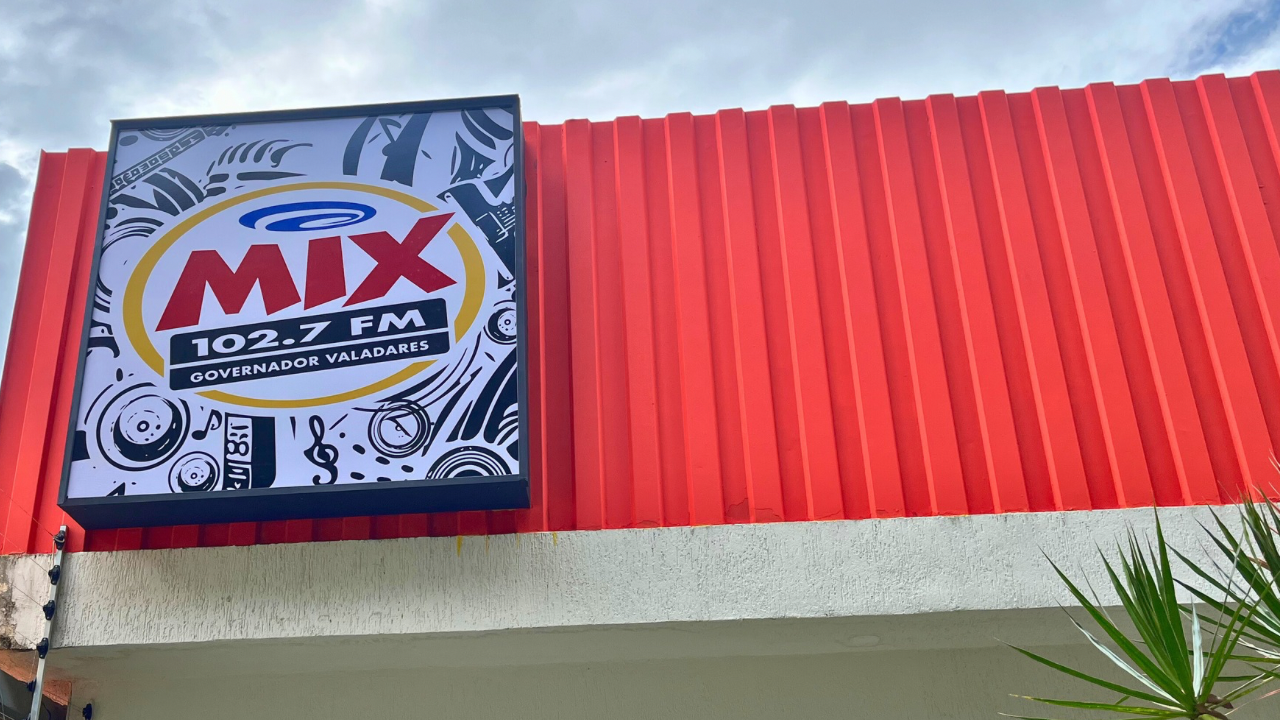 MIX
102.7 FM
GOVERNADOR VALADARES